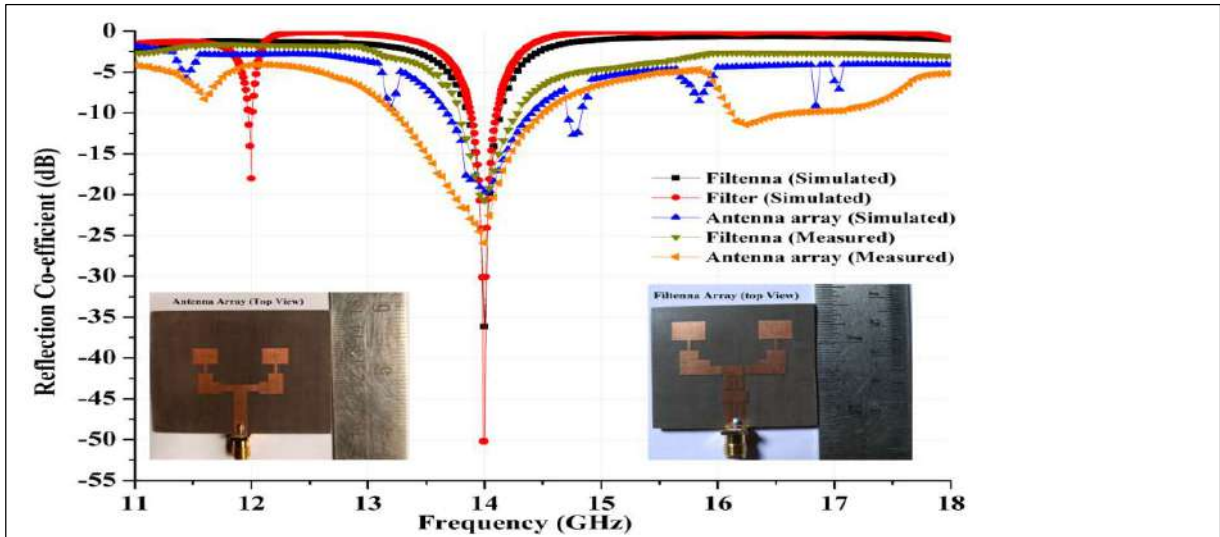 0
-5
-10
-15
-20
-25
-30
-35
-40
-45
-50
-55
Reflection Co-efficient (dB)
Filtenna (Simulated)
Filter (Simulated)
Antenna array (Simulated)
Filtenna (Measured)
Antenna array (Measured)
Antenna Array (Top View)
Filtenna Array (top View)
11
12
13
14
15
16
17
18
Frequency (GHz)